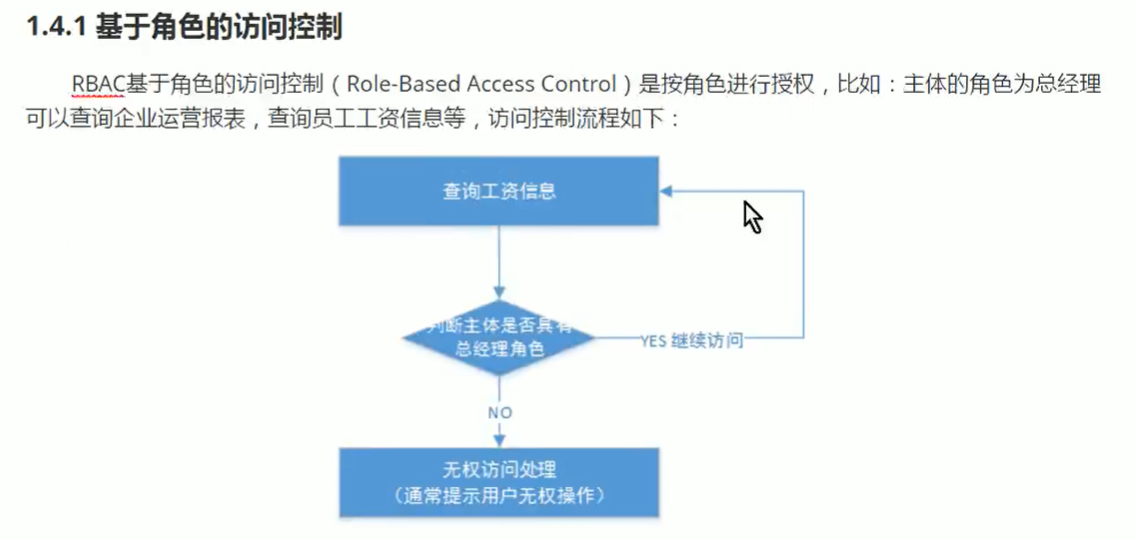 1.4.1 基于角色的访问控制
RBAC基于角色的访问控制（Role-Based Access Control）是按角色进行授权，比如：主体的角色为总经理
可以查询企业运营报表，查询员工工资信息等，访问控制流程如下：
查询工资信息
判断主体是否具有
总经理角色
YES 继续访问
NO
无权访问处理
（通常提示用户无权操作）